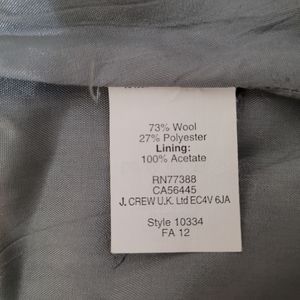 73% Wool
27% Polyester
Lining:
100% Acetate
RN77388
CA56445
J. CREW U.K. Ltd EC4V 6JA
Style 10334
FA 12